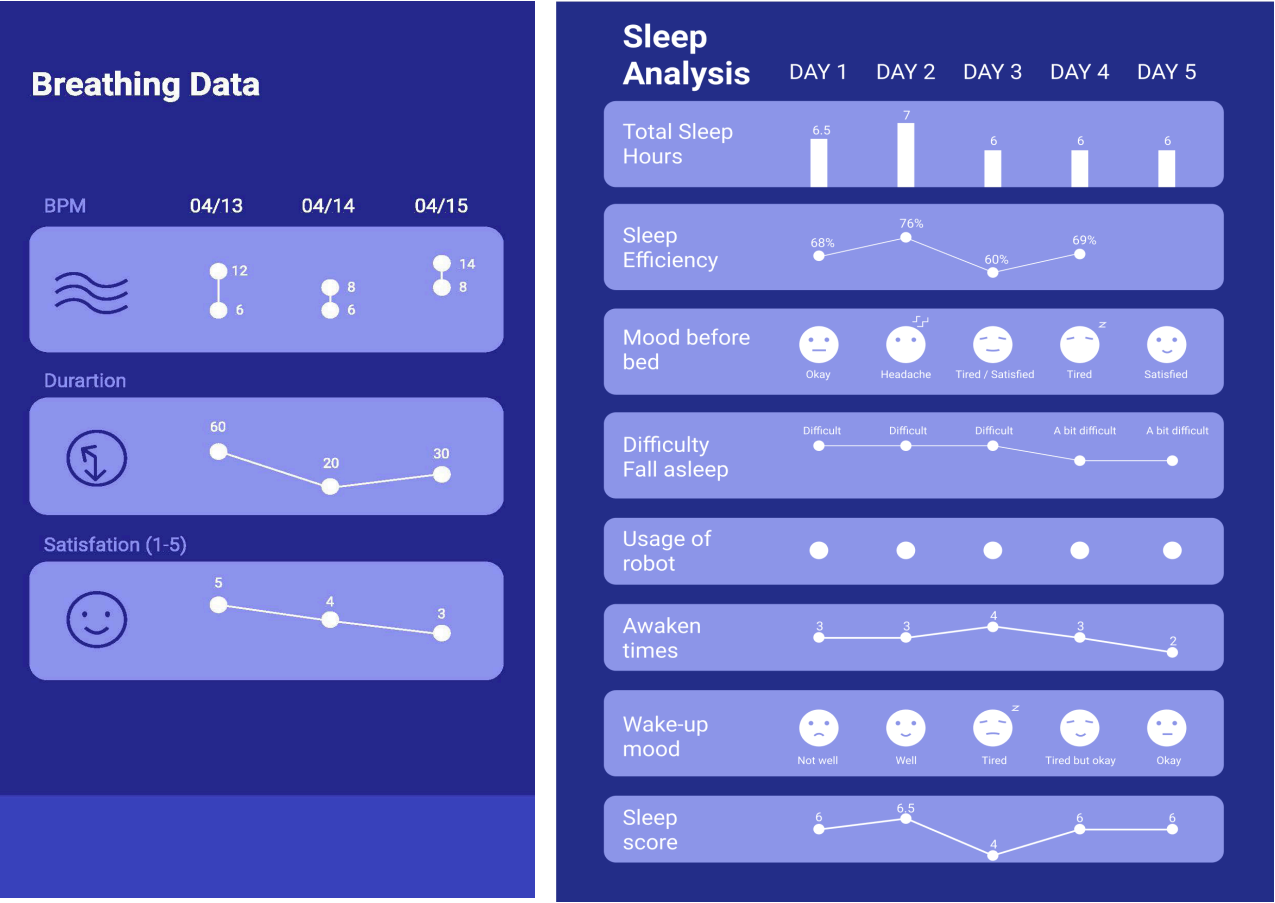 Breathing Data
BPM 04/13 04/14 04/15
12 8 14
6 6 8
Durartion
60 20 30
Satisfation (1-5)
5 4 3
Sleep
Analysis DAY 1 DAY 2 DAY 3 DAY 4 DAY 5
Total Sleep
Hours
6.5 7 6 6 6
Sleep
Efficiency
68% 76% 60% 69%
Mood before
bed
z
Okay Headache Tired / Satisfied Tired Satisfied
Difficulty
Fall asleep
Difficult Difficult Difficult A bit difficult A bit difficult
Usage of
robot
Awaken
times
3 3 4 3 2
Wake-up
mood
z
Not well Well Tired Tired but okay Okay
Sleep
score
6 6.5 4 6 6